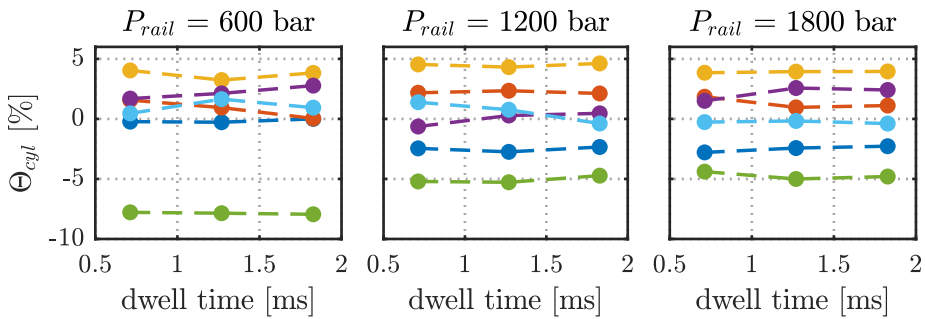 P_rail = 600 bar P_rail = 1200 bar P_rail = 1800 bar
5
0
-5
-10
Θ_cyl [%]
0.5 1 1.5 2 0.5 1 1.5 2 0.5 1 1.5 2
dwell time [ms] dwell time [ms] dwell time [ms]